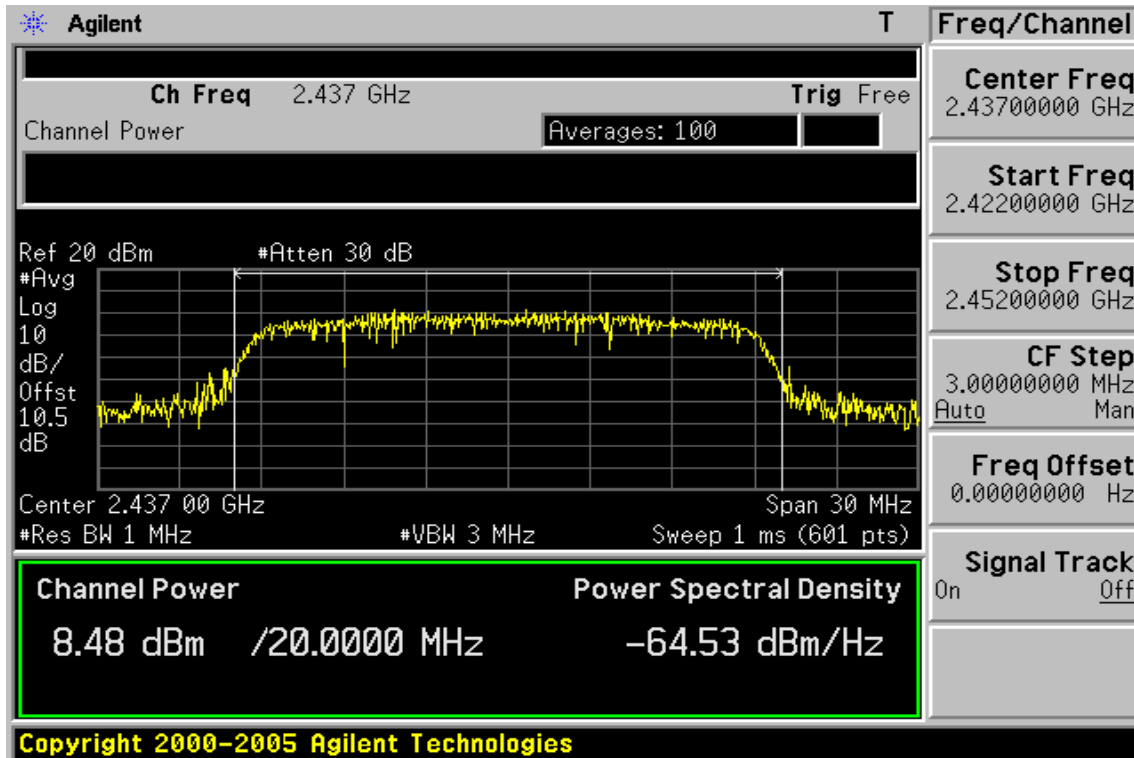 Agilent T
Ch Freq 2.437 GHz Trig Free
Channel Power Averages: 100
Ref 20 dBm #Atten 30 dB
#Avg
Log
10
dB/
Offst
10.5
dB
Center 2.437 00 GHz Span 30 MHz
#Res BW 1 MHz #VBW 3 MHz Sweep 1 ms (601 pts)
Channel Power Power Spectral Density
8.48 dBm /20.0000 MHz -64.53 dBm/Hz
Copyright 2000-2005 Agilent Technologies
Freq/Channel
Center Freq
2.43700000 GHz
Start Freq
2.42200000 GHz
Stop Freq
2.45200000 GHz
CF Step
3.00000000 MHz
Auto Man
Freq Offset
0.00000000 Hz
Signal Track
On Off